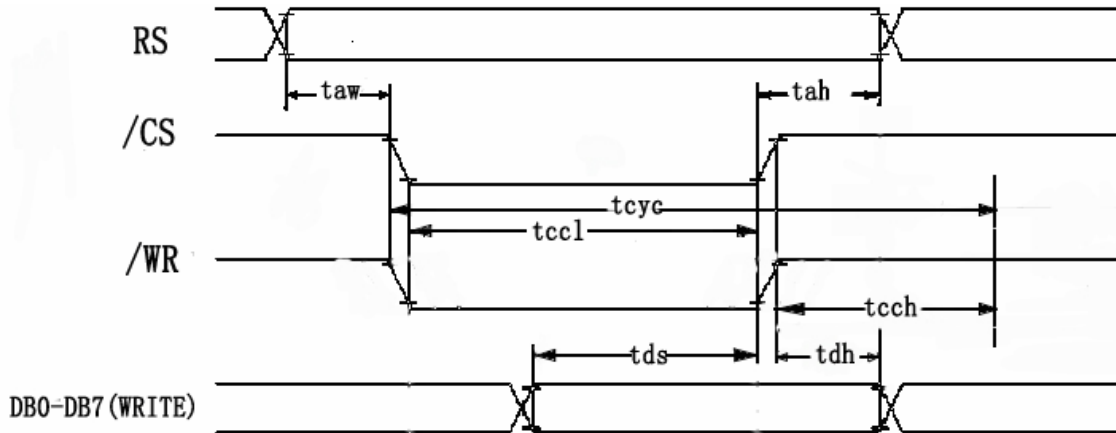 RS
taw
tah
/CS
tcyc
tccl
/WR
tcch
tds
tdh
DB0-DB7(WRITE)